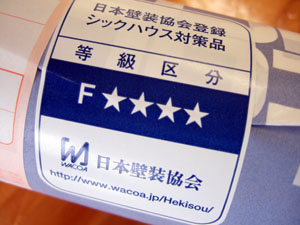 日本壁装協会登録
シックハウス対策品
等級区分
F★★★★
WACOA 日本壁装協会
http://www.wacoa.jp/Hekisou/